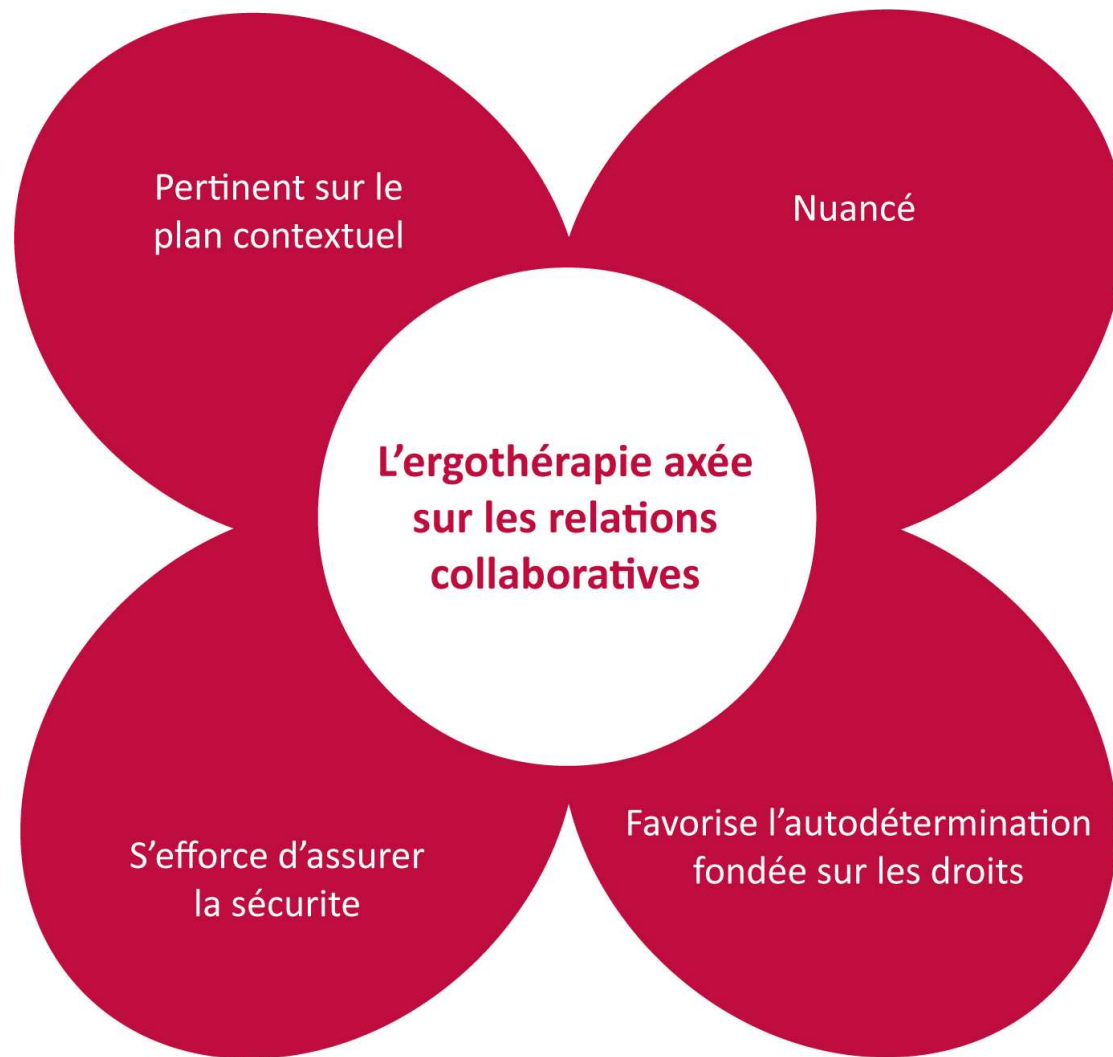 Pertinent sur le
plan contextuel
Nuancé
L’ergothérapie axée
sur les relations
collaboratives
S’efforce d’assurer
la sécurite
Favorise l’autodétermination
fondée sur les droits